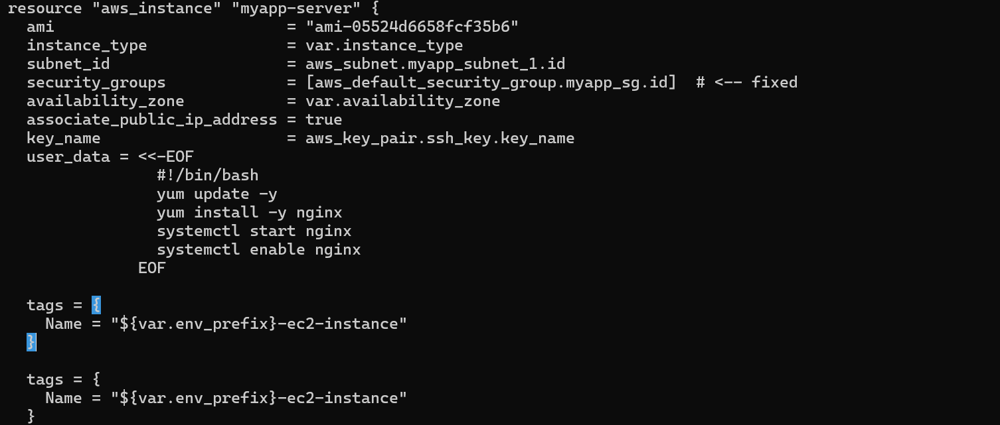 resource "aws_instance" "myapp-server" {
  ami                         = "ami-05524d6658fcf35b6"
  instance_type               = var.instance_type
  subnet_id                   = aws_subnet.myapp_subnet_1.id
  security_groups             = [aws_default_security_group.myapp_sg.id]  # <-- fixed
  availability_zone           = var.availability_zone
  associate_public_ip_address = true
  key_name                    = aws_key_pair.ssh_key.key_name
  user_data = <<-EOF
                #!/bin/bash
                yum update -y
                yum install -y nginx
                systemctl start nginx
                systemctl enable nginx
              EOF

  tags = {
    Name = "${var.env_prefix}-ec2-instance"
  }

  tags = {
    Name = "${var.env_prefix}-ec2-instance"
  }